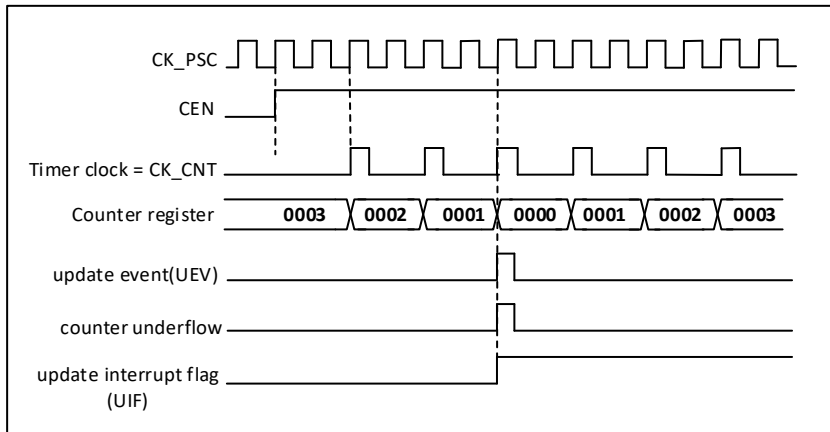 CK_PSC
CEN
Timer clock = CK_CNT
Counter register
0003 0002 0001 0000 0001 0002 0003
update event(UEV)
counter underflow
update interrupt flag
(UIF)